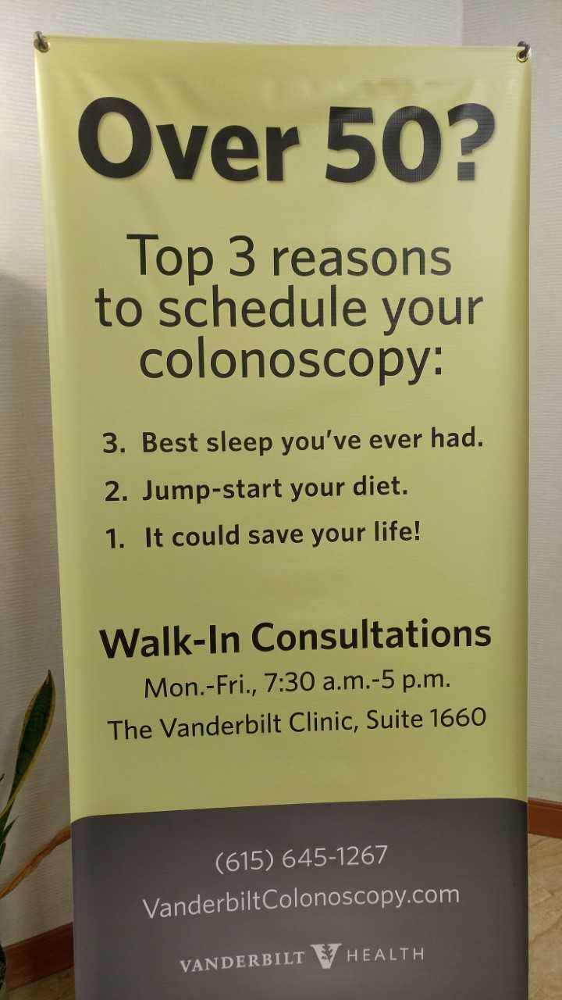 Over 50?
Top 3 reasons
to schedule your
colonoscopy:
3. Best sleep you've ever had.
2. Jump-start your diet.
1. It could save your life!
Walk-In Consultations
Mon.-Fri., 7:30 a.m.-5 p.m.
The Vanderbilt Clinic, Suite 1660
(615) 645-1267
VanderbiltColonoscopy.com
VANDERBILT V HEALTH